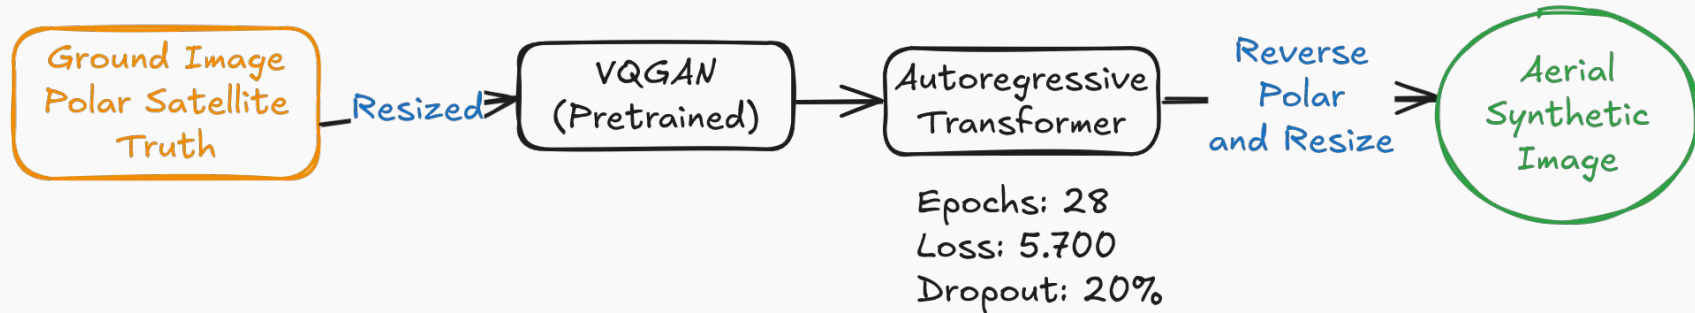 Ground Image
Polar Satellite
Truth
Resized
VQGAN
(Pretrained)
Autoregressive
Transformer
Epochs: 28
Loss: 5.700
Dropout: 20%
Reverse
Polar
and Resize
Aerial
Synthetic
Image